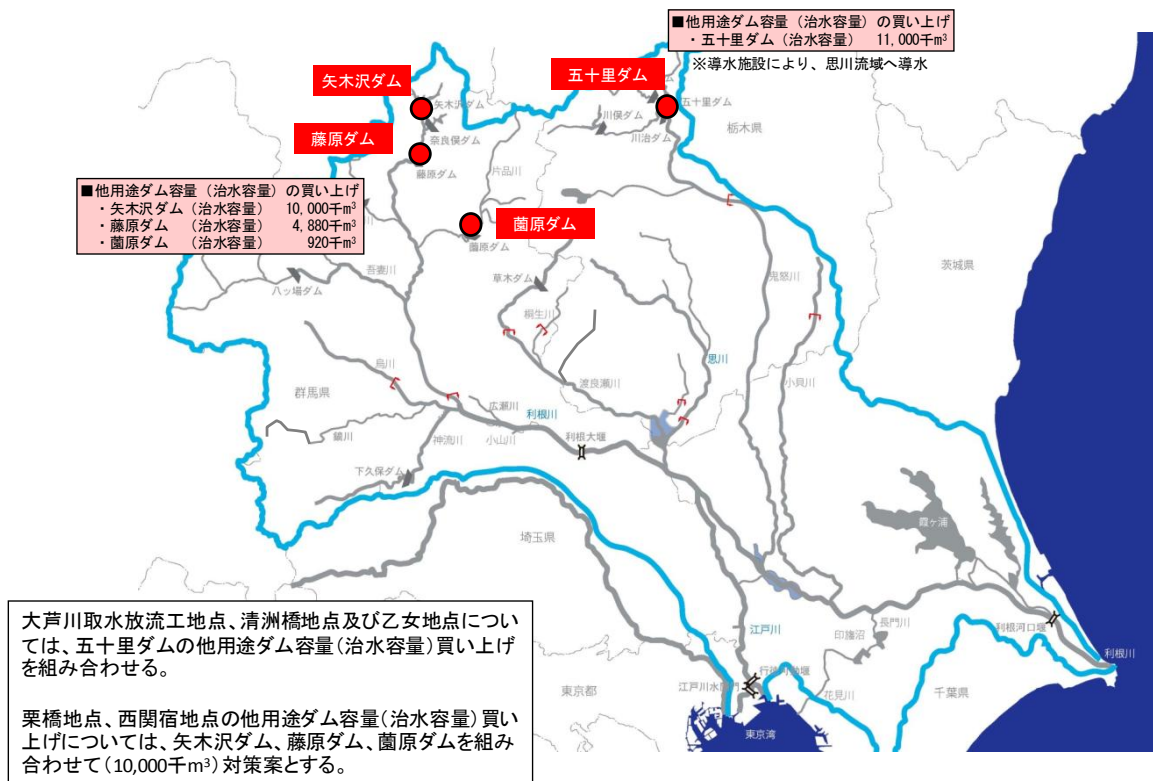 ■他用途ダム容量（治水容量）の買い上げ
・五十里ダム（治水容量） 11,000千m³
※導水施設により、思川流域へ導水
矢木沢ダム
五十里ダム
藤原ダム
薗原ダム
■他用途ダム容量（治水容量）の買い上げ
・矢木沢ダム（治水容量） 10,000千m³
・藤原ダム （治水容量） 4,880千m³
・薗原ダム （治水容量） 920千m³
矢木沢ダム
奈良俣ダム
藤原ダム
片品川
薗原ダム
五十里ダム
川俣ダム
川治ダム
栃木県
茨城県
吾妻川
八ッ場ダム
草木ダム
桐生川
鬼怒川
思川
小貝川
渡良瀬川
烏川
群馬県
広瀬川
利根川
利根大堰
鏑川
神流川
小山川
下久保ダム
埼玉県
霞ヶ浦
利根河口堰
利根川
長門川
印旛沼
江戸川
行徳可動堰
江戸川水閘門
花見川
千葉県
東京都
東京湾
大芦川取水放流工地点、清洲橋地点及び乙女地点につい
ては、五十里ダムの他用途ダム容量（治水容量）買い上げ
を組み合わせる。
栗橋地点、西関宿地点の他用途ダム容量（治水容量）買い
上げについては、矢木沢ダム、藤原ダム、薗原ダムを組み
合わせて（10,000千m³）対策案とする。